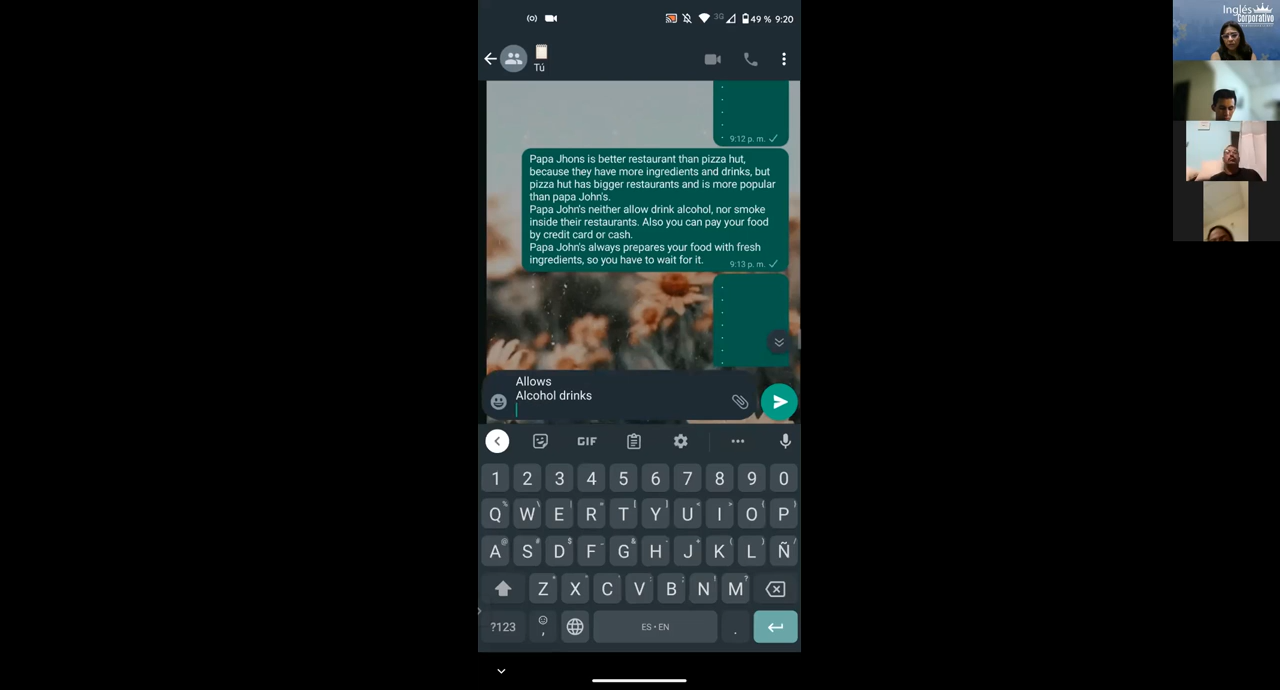 3G 49 % 9:20
Tú
9:12 p. m.
Papa Jhons is better restaurant than pizza hut,
because they have more ingredients and drinks, but
pizza hut has bigger restaurants and is more popular
than papa John's.
Papa John's neither allow drink alcohol, nor smoke
inside their restaurants. Also you can pay your food
by credit card or cash.
Papa John's always prepares your food with fresh
ingredients, so you have to wait for it.
9:13 p. m.
Allows
Alcohol drinks
GIF
1 2 3 4 5 6 7 8 9 0
Q W E R T Y U I O P
A S D F G H J K L Ñ
Z X C V B N M
?123 , ES • EN .
Inglés
Corporativo